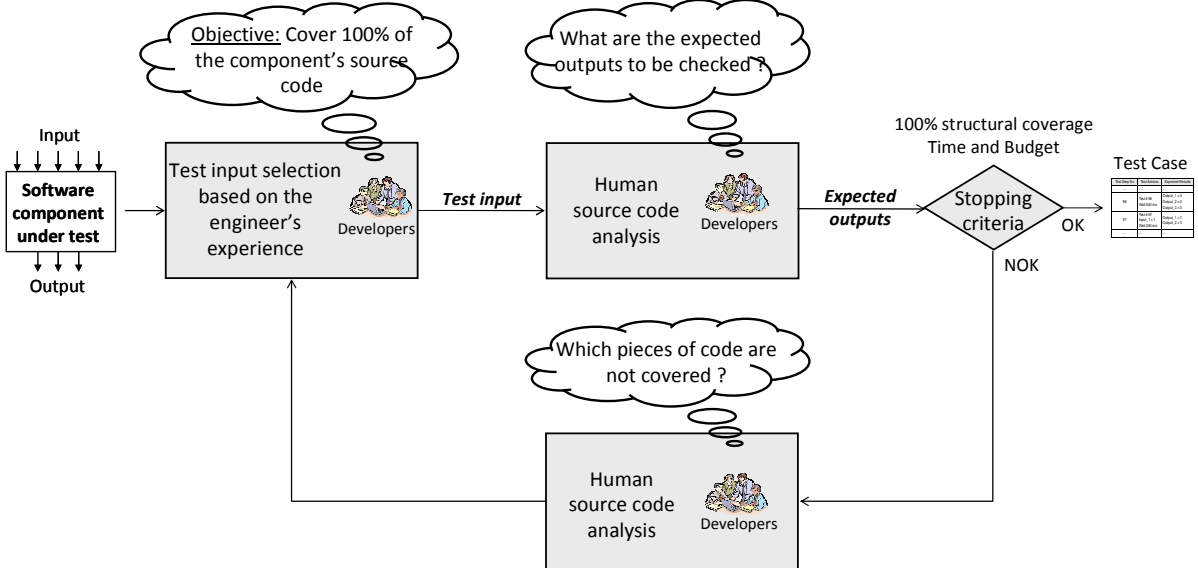 Objective: Cover 100% of
the component's source
code
What are the expected
outputs to be checked ?
Input
Software
component
under test
Output
Test input selection
based on the
engineer's
experience
Developers
Test input
Human
source code
analysis
Developers
Expected
outputs
100% structural coverage
Time and Budget
Stopping
criteria
OK
NOK
Test Case
Which pieces of code are
not covered ?
Human
source code
analysis
Developers